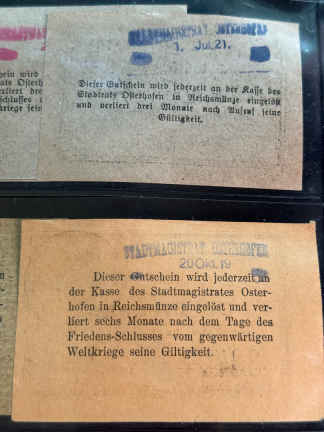 STADTMAGISTRAT OSTERHOFEN
1. Jul. 21.
Dieser Gutschein wird jederzeit an der Kasse des
Stadtrats Osterhofen in Reichsmünze eingelöst
und verliert drei Monate nach Aufruf seine
Gültigkeit.
STADTMAGISTRAT OSTERHOFEN
20 Okt. 19
Dieser Gutschein wird jederzeit an
der Kasse des Stadtmagistrates Oster-
hofen in Reichsmünze eingelöst und ver-
liert sechs Monate nach dem Tage des
Friedens-Schlusses vom gegenwärtigen
Weltkriege seine Giltigkeit.